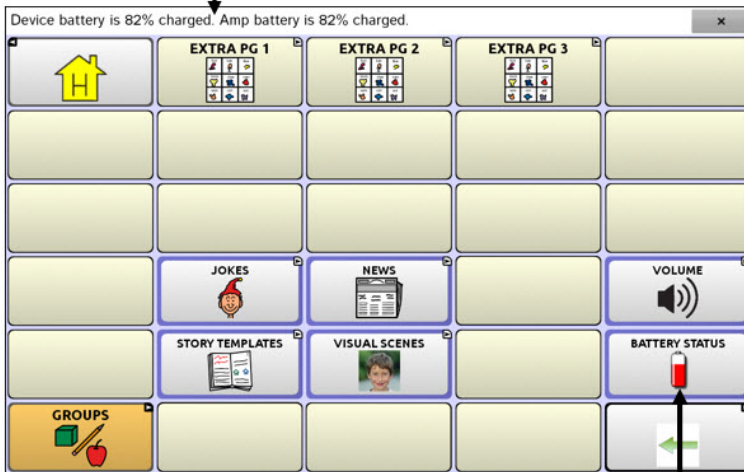 Device battery is 82% charged. Amp battery is 82% charged.
x
H
EXTRA PG 1
EXTRA PG 2
EXTRA PG 3
JOKES
NEWS
VOLUME
STORY TEMPLATES
VISUAL SCENES
BATTERY STATUS
GROUPS